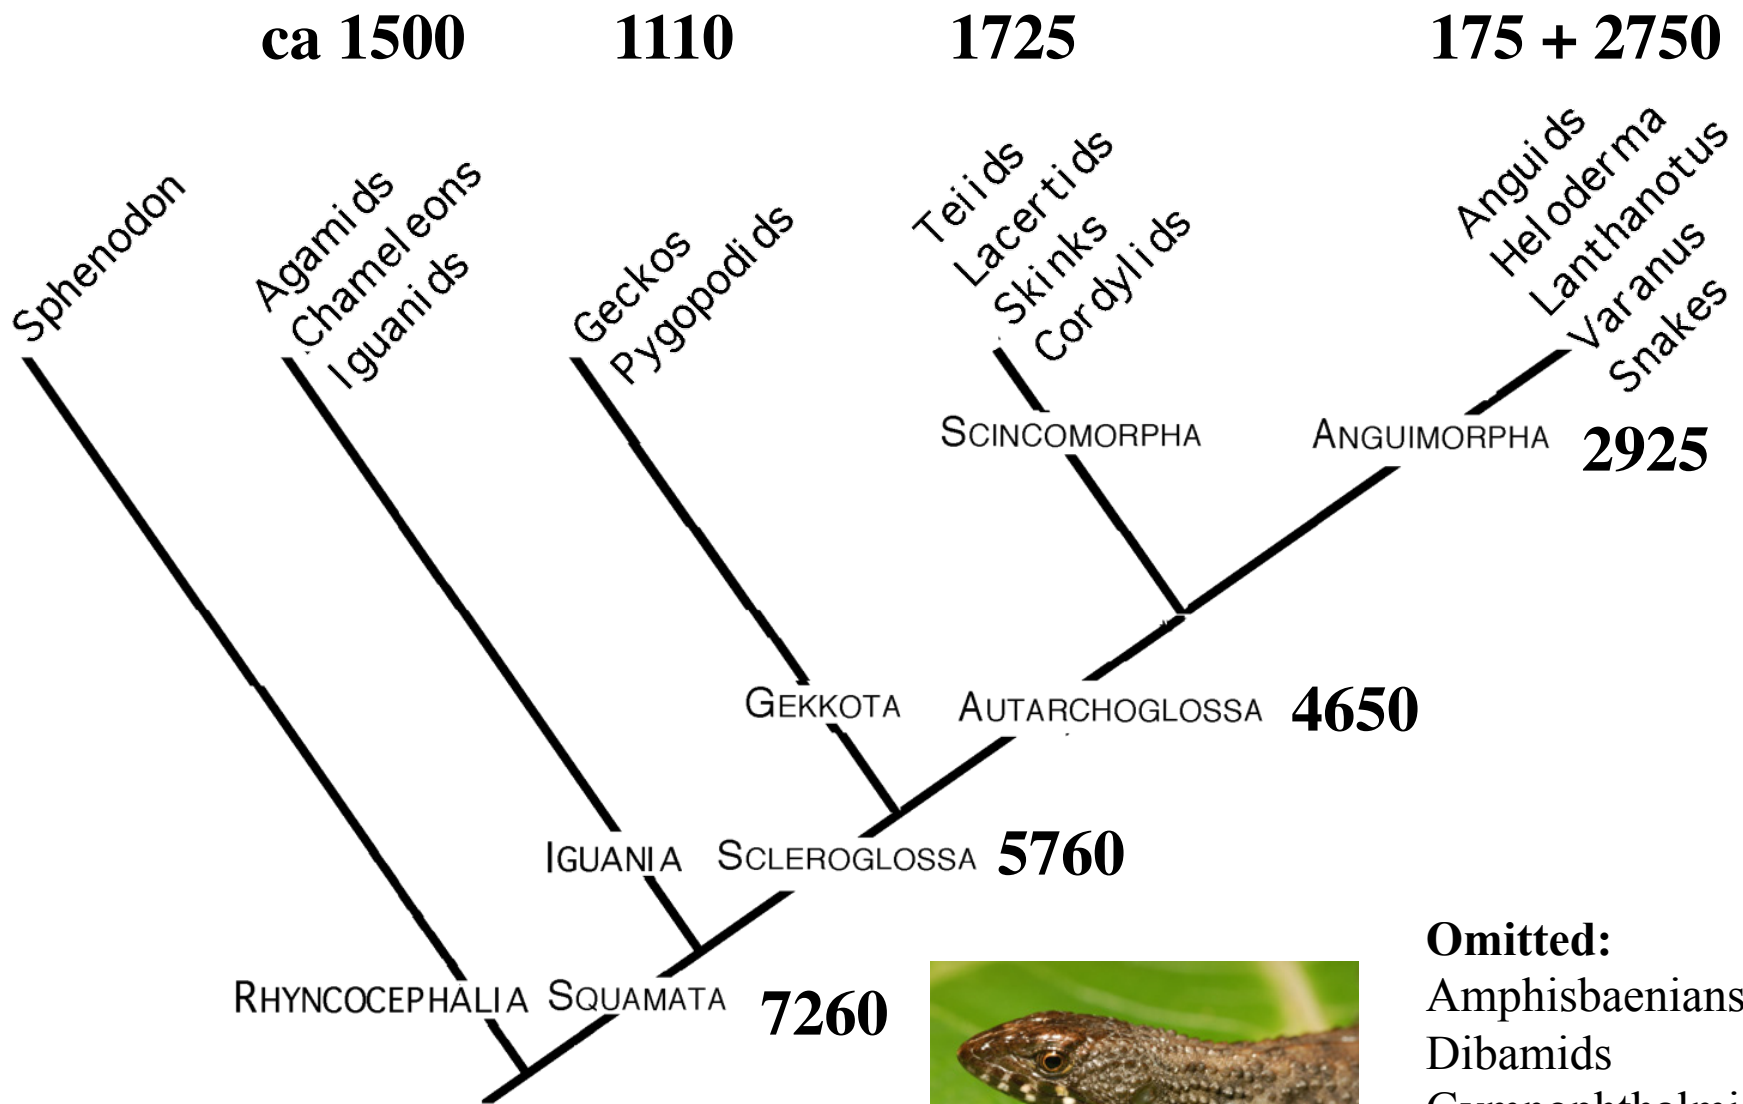 ca 1500 1110 1725 175 + 2750
Sphenodon
Agamids
Chameleons
Iguanids
Geckos
Pygopodids
Teiids
Lacertids
Skinks
Cordylids
Anguids
Heloderma
Lanthanotus
Varanus
Snakes
SCINCOMORPHA ANGUIMORPHA 2925
GEKKOTA AUTARCHOGLOSSA 4650
IGUANIA SCLEROGLOSSA 5760
RHYNCOCEPHALIA SQUAMATA 7260
Omitted:
Amphisbaenians
Dibamids